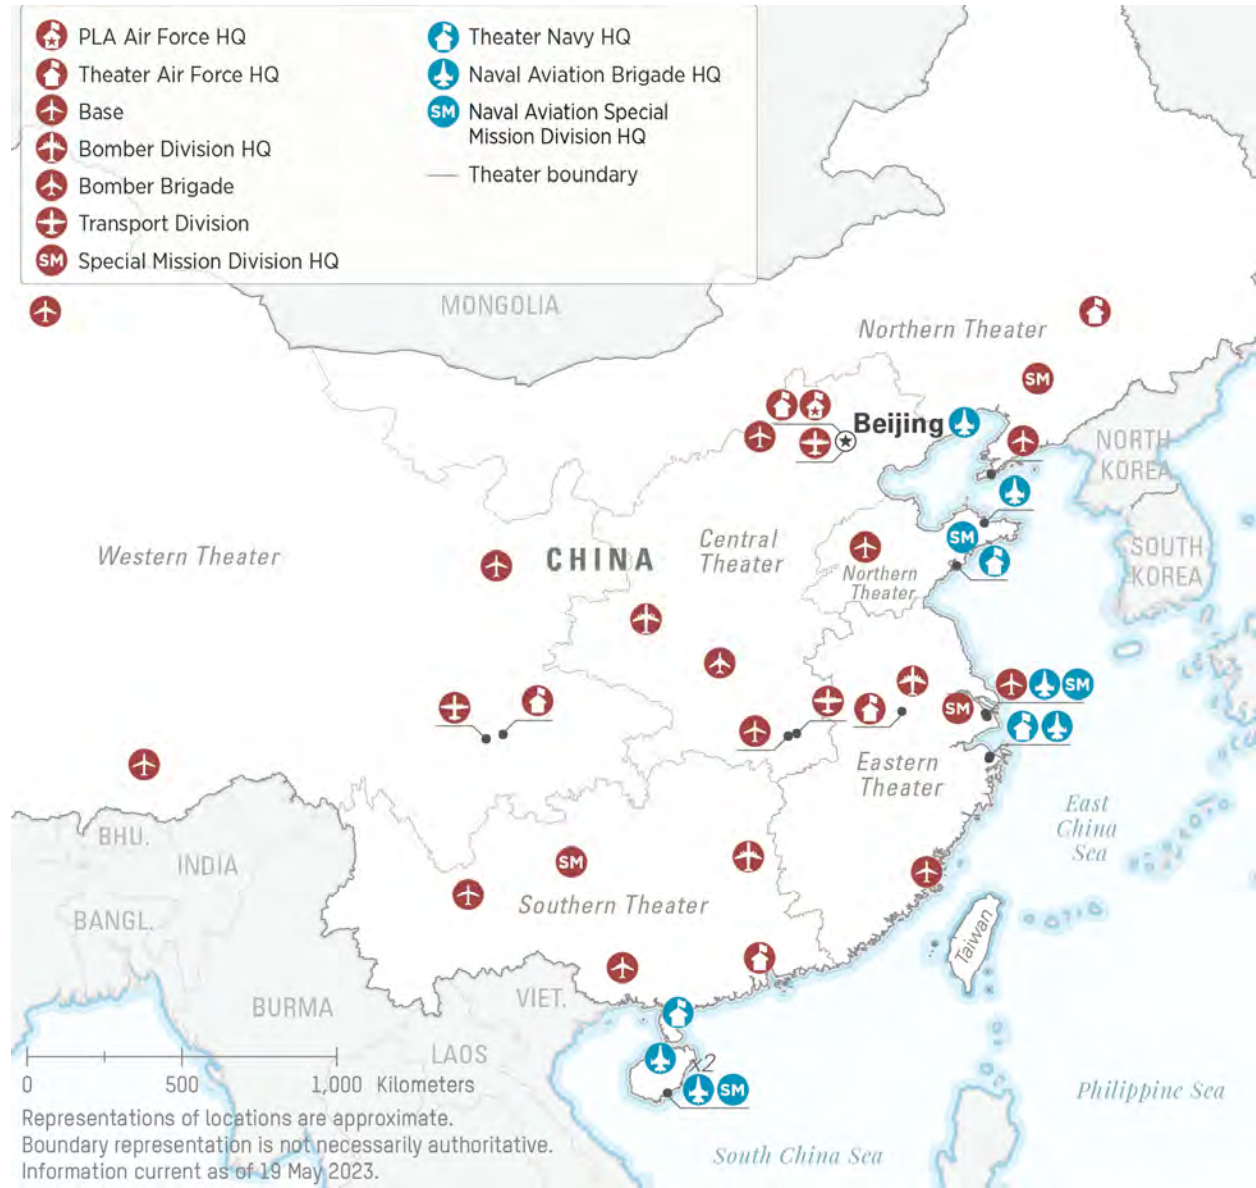 PLA Air Force HQ
Theater Air Force HQ
Base
Bomber Division HQ
Bomber Brigade
Transport Division
SM Special Mission Division HQ
Theater Navy HQ
Naval Aviation Brigade HQ
SM Naval Aviation Special
Mission Division HQ
Theater boundary
MONGOLIA
Northern Theater
SM
Beijing
NORTH
KOREA
Western Theater
CHINA
Central
Theater
SM
Northern
Theater
SOUTH
KOREA
SM
SM
Eastern
Theater
East
China
Sea
BHU.
INDIA
SM
Southern Theater
BANGL.
Taiwan
BURMA
VIET.
LAOS
x2
SM
0 500 1,000 Kilometers
Philippine Sea
South China Sea
Representations of locations are approximate.
Boundary representation is not necessarily authoritative.
Information current as of 19 May 2023.